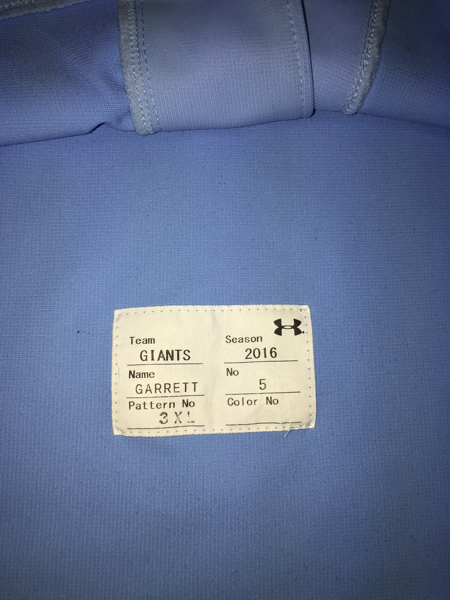 Team GIANTS
Season 2016
Name GARRETT
No 5
Pattern No 3XL
Color No